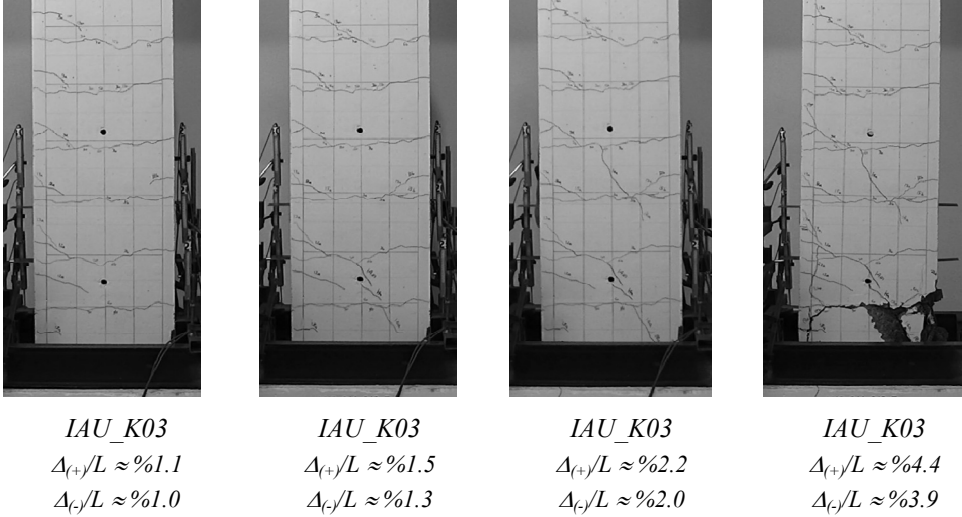 IAU_K03
Δ(+)/L ≈%1.1
Δ(-)/L ≈%1.0
IAU_K03
Δ(+)/L ≈%1.5
Δ(-)/L ≈%1.3
IAU_K03
Δ(+)/L ≈%2.2
Δ(-)/L ≈%2.0
IAU_K03
Δ(+)/L ≈%4.4
Δ(-)/L ≈%3.9